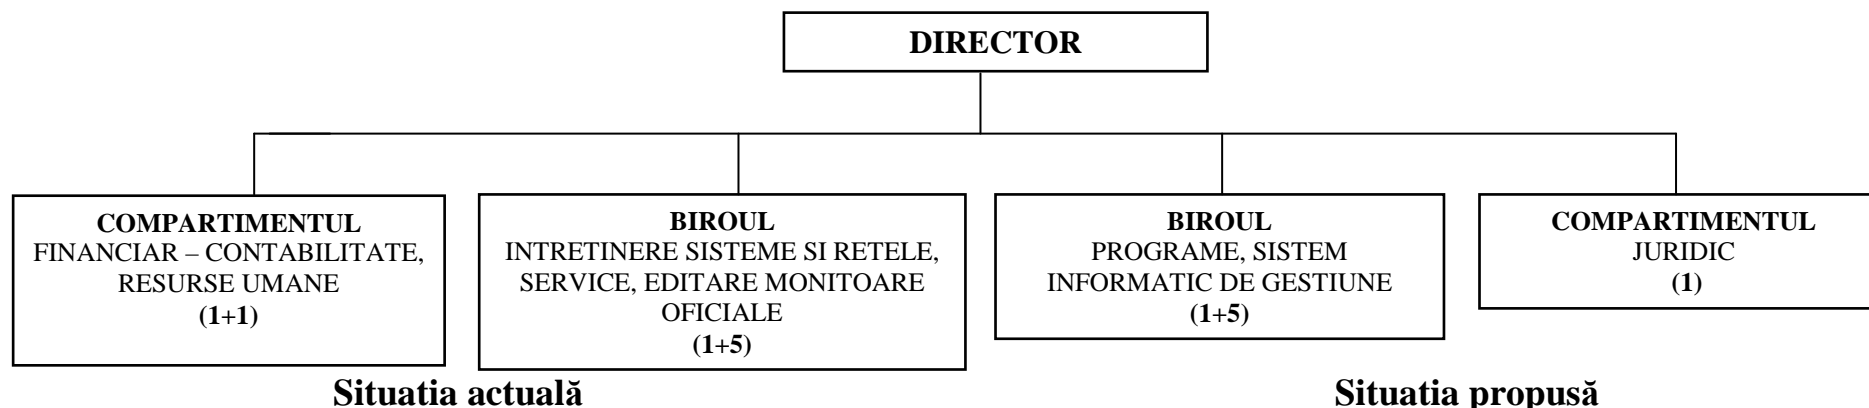 DIRECTOR
COMPARTIMENTUL
FINANCIAR – CONTABILITATE,
RESURSE UMANE
(1+1)
BIROUL
INTRETINERE SISTEME SI RETELE,
SERVICE, EDITARE MONITOARE
OFICIALE
(1+5)
BIROUL
PROGRAME, SISTEM
INFORMATIC DE GESTIUNE
(1+5)
COMPARTIMENTUL
JURIDIC
(1)
Situatia actuală
Situatia propusă